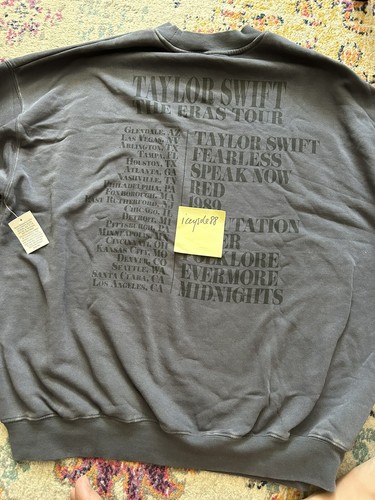 TAYLOR SWIFT
THE ERAS TOUR
GLENDALE, AZ
LAS VEGAS, NV
ARLINGTON, TX
TAMPA, FL
HOUSTON, TX
ATLANTA, GA
NASHVILLE, TN
PHILADELPHIA, PA
FOXBOROUGH, MA
EAST RUTHERFORD, NJ
CHICAGO, IL
DETROIT, MI
PITTSBURGH, PA
MINNEAPOLIS, MN
CINCINNATI, OH
KANSAS CITY, MO
DENVER, CO
SEATTLE, WA
SANTA CLARA, CA
LOS ANGELES, CA
TAYLOR SWIFT
FEARLESS
SPEAK NOW
RED
1989
UTATION
ER
FOLKLORE
EVERMORE
MIDNIGHTS